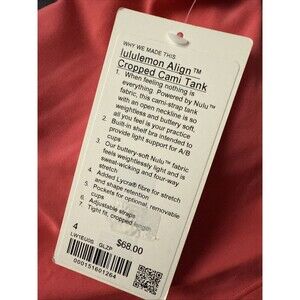 WHY WE MADE THIS
lululemon Align™
Cropped Cami Tank
1. When feeling nothing is
everything. Powered by Nulu™
fabric, this cami-strap tank
with an open neckline is so
weightless and buttery soft,
all you feel is your practice
2. Built-in shelf bra intended to
provide light support for A/B
cups
3. Our buttery-soft Nulu™ fabric
feels weightlessly light and is
sweat-wicking and four-way
stretch
4. Added Lycra® fibre for stretch
and shape retention
5. Pockets for optional, removable
cups
6. Adjustable straps
7. Tight fit, cropped length
4
$68.00
LW1EU0S GLZP
000151601264